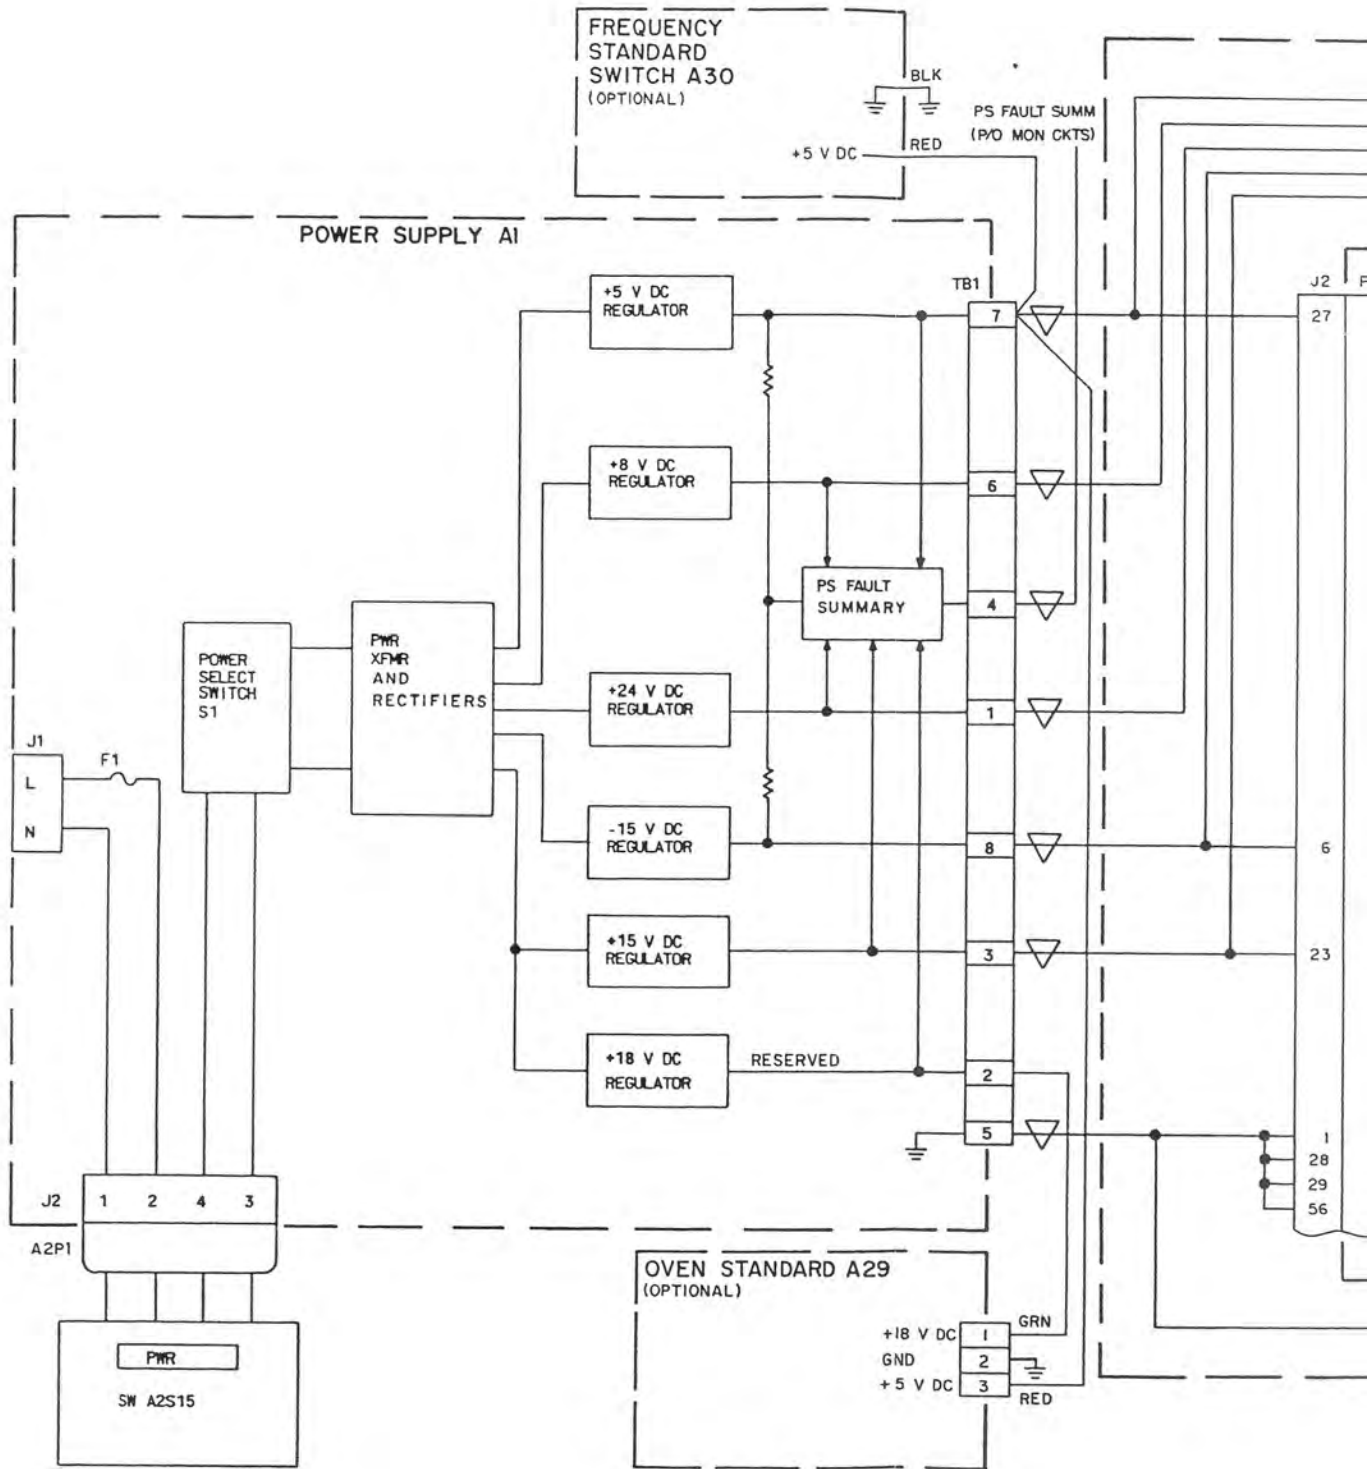 FREQUENCY
STANDARD
SWITCH A30
(OPTIONAL)
BLK
+5 V DC
RED
PS FAULT SUMM
(P/O MON CKTS)
POWER SUPPLY A1
TB1
J2
+5 V DC
REGULATOR
7
27
+8 V DC
REGULATOR
6
PS FAULT
SUMMARY
4
POWER
SELECT
SWITCH
S1
PWR
XFMR
AND
RECTIFIERS
+24 V DC
REGULATOR
1
J1
L
N
F1
-15 V DC
REGULATOR
8
6
+15 V DC
REGULATOR
3
23
+18 V DC
REGULATOR
RESERVED
2
5
1
28
29
56
J2
1 2 4 3
A2P1
PWR
SW A2S15
OVEN STANDARD A29
(OPTIONAL)
+18 V DC
1
GRN
GND
2
+5 V DC
3
RED